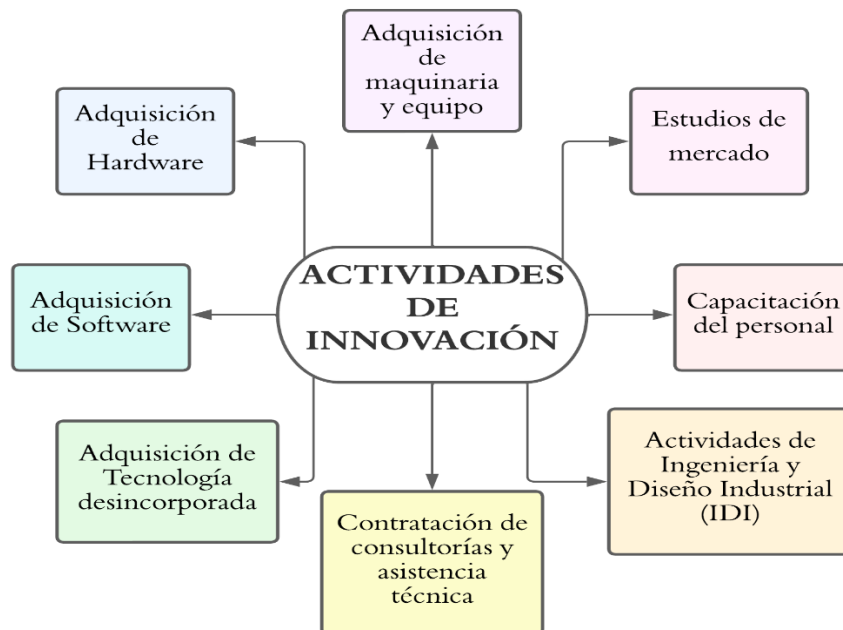 Adquisición
de
maquinaria
y equipo
Adquisición
de
Hardware
Estudios de
mercado
ACTIVIDADES
DE
INNOVACIÓN
Adquisición
de Software
Capacitación
del personal
Adquisición de
Tecnología
desincorporada
Contratación de
consultorías y
asistencia
técnica
Actividades de
Ingeniería y
Diseño Industrial
(IDI)